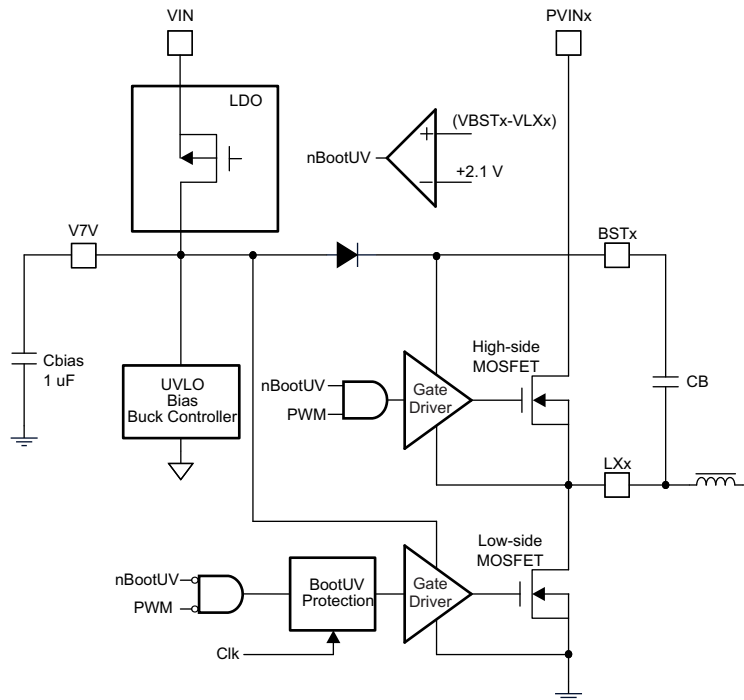 VIN
PVINx
LDO
(VBSTx-VLXx)
+
nBootUV
+2.1 V
−
V7V
BSTx
Cbias
1 uF
UVLO
Bias
Buck Controller
High-side
MOSFET
nBootUV
PWM
Gate
Driver
CB
LXx
Low-side
MOSFET
nBootUV
PWM
BootUV
Protection
Gate
Driver
Clk